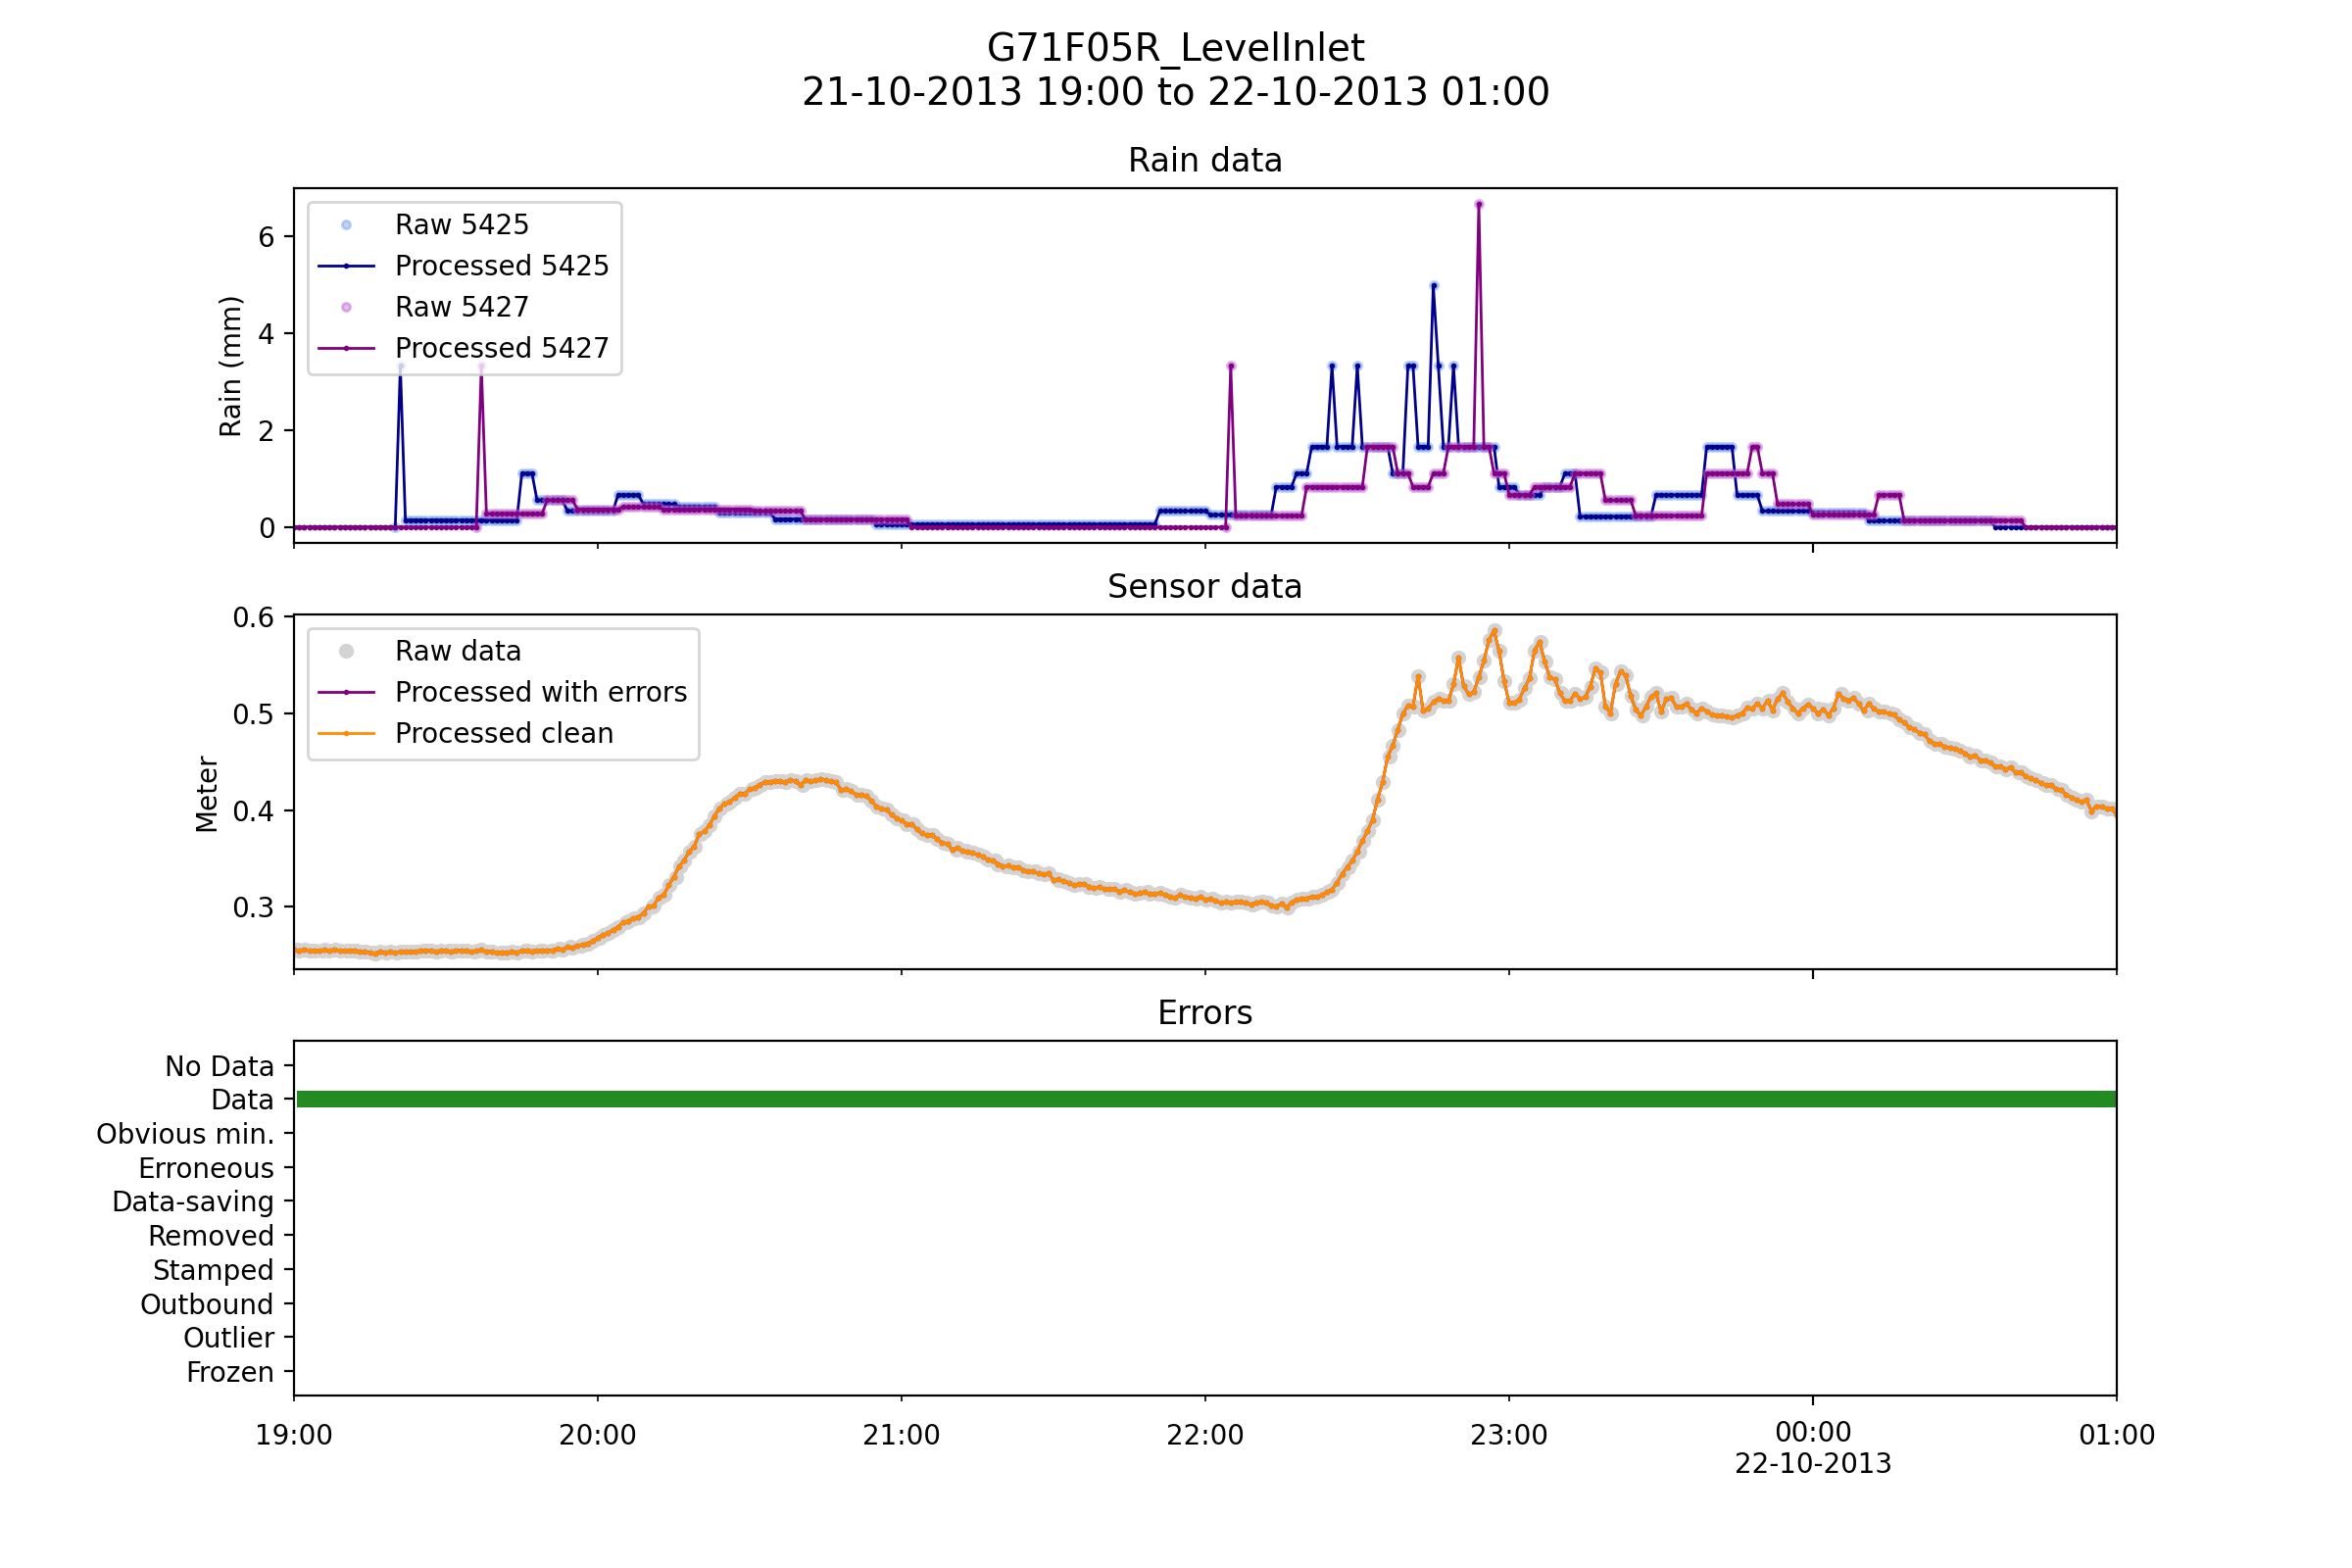 G71F05R_LevelInlet
21-10-2013 19:00 to 22-10-2013 01:00
Rain data
Rain (mm)
6
4
2
0
Raw 5425
Processed 5425
Raw 5427
Processed 5427
Sensor data
Meter
0.6
0.5
0.4
0.3
Raw data
Processed with errors
Processed clean
Errors
No Data
Data
Obvious min.
Erroneous
Data-saving
Removed
Stamped
Outbound
Outlier
Frozen
19:00 20:00 21:00 22:00 23:00 00:00 01:00
22-10-2013